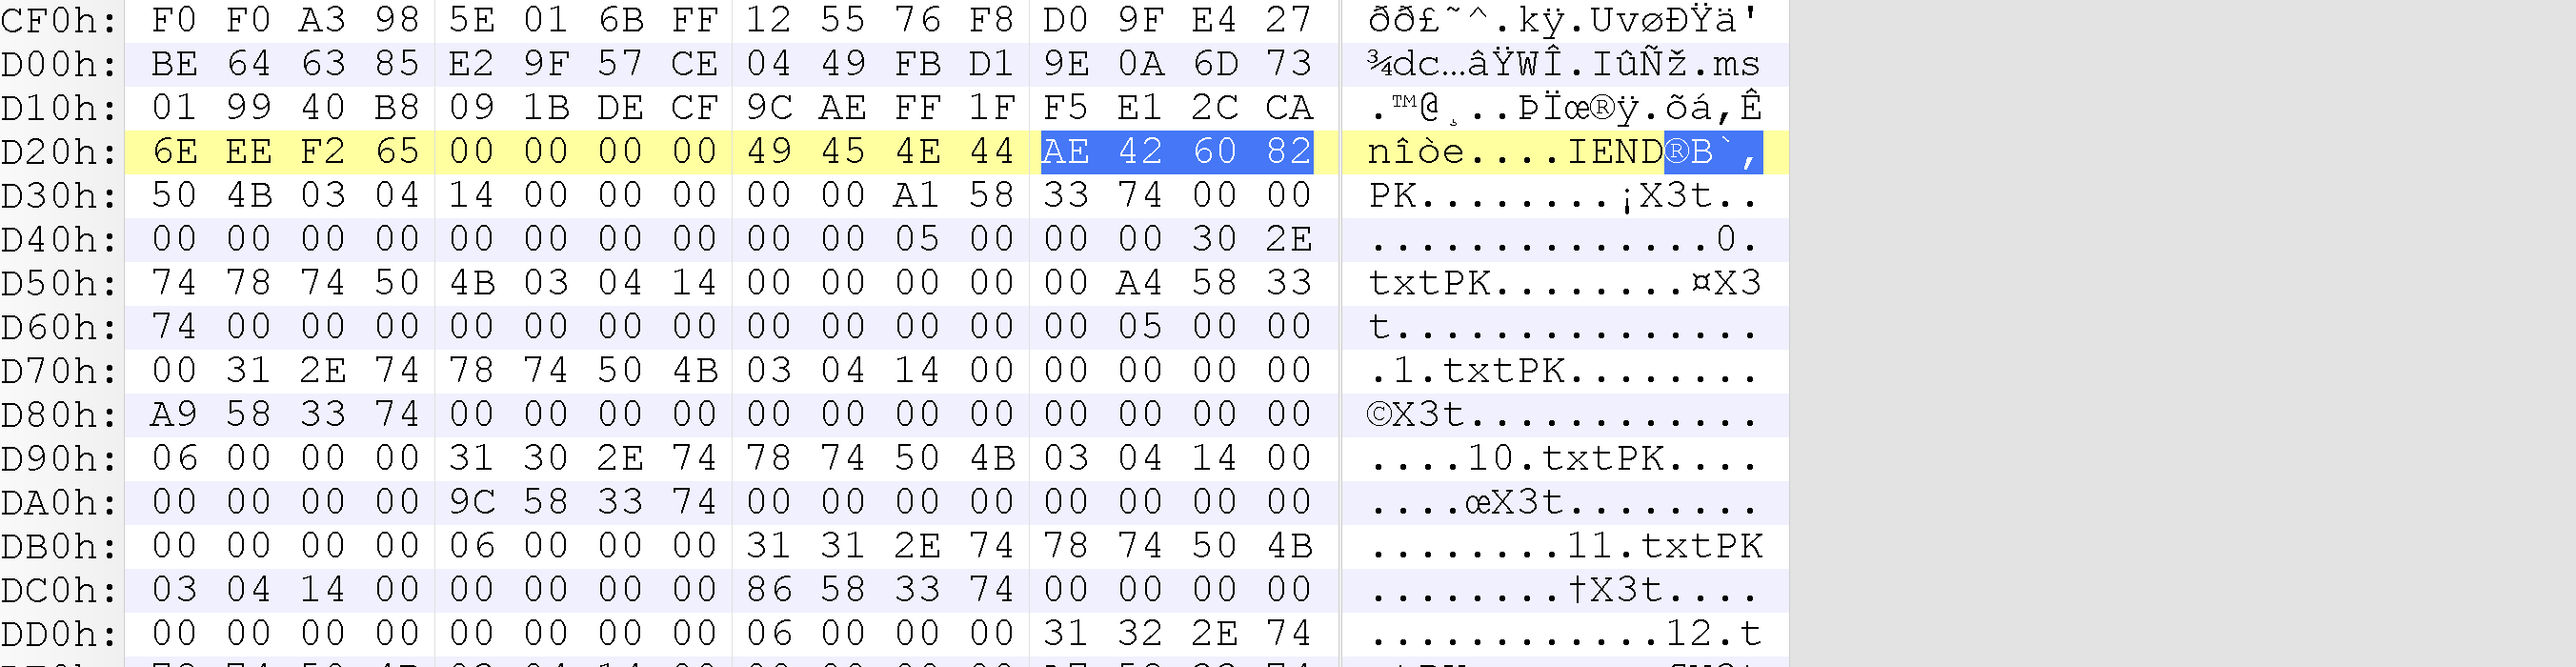 CF0h: F0 F0 A3 98 5E 01 6B FF 12 55 76 F8 D0 9F E4 27 ðð£˜^.kÿ.UvøÐŸä'
D00h: BE 64 63 85 E2 9F 57 CE 04 49 FB D1 9E 0A 6D 73 ¾dc…âŸWÎ.IûÑž.ms
D10h: 01 99 40 B8 09 1B DE CF 9C AE FF 1F F5 E1 2C CA .™@¸..ÞÏœ®ÿ.õá,Ê
D20h: 6E EE F2 65 00 00 00 00 49 45 4E 44 AE 42 60 82 nîòe....IEND®B`‚
D30h: 50 4B 03 04 14 00 00 00 00 00 A1 58 33 74 00 00 PK........¡X3t..
D40h: 00 00 00 00 00 00 00 00 00 00 05 00 00 00 30 2E ..............0.
D50h: 74 78 74 50 4B 03 04 14 00 00 00 00 00 A4 58 33 txtPK........¤X3
D60h: 74 00 00 00 00 00 00 00 00 00 00 00 00 05 00 00 t...............
D70h: 00 31 2E 74 78 74 50 4B 03 04 14 00 00 00 00 00 .1.txtPK........
D80h: A9 58 33 74 00 00 00 00 00 00 00 00 00 00 00 00 ©X3t............
D90h: 06 00 00 00 31 30 2E 74 78 74 50 4B 03 04 14 00 ....10.txtPK....
DA0h: 00 00 00 00 9C 58 33 74 00 00 00 00 00 00 00 00 ....œX3t........
DB0h: 00 00 00 00 06 00 00 00 31 31 2E 74 78 74 50 4B ........11.txtPK
DC0h: 03 04 14 00 00 00 00 00 86 58 33 74 00 00 00 00 ........†X3t....
DD0h: 00 00 00 00 00 00 00 00 06 00 00 00 31 32 2E 74 ............12.t